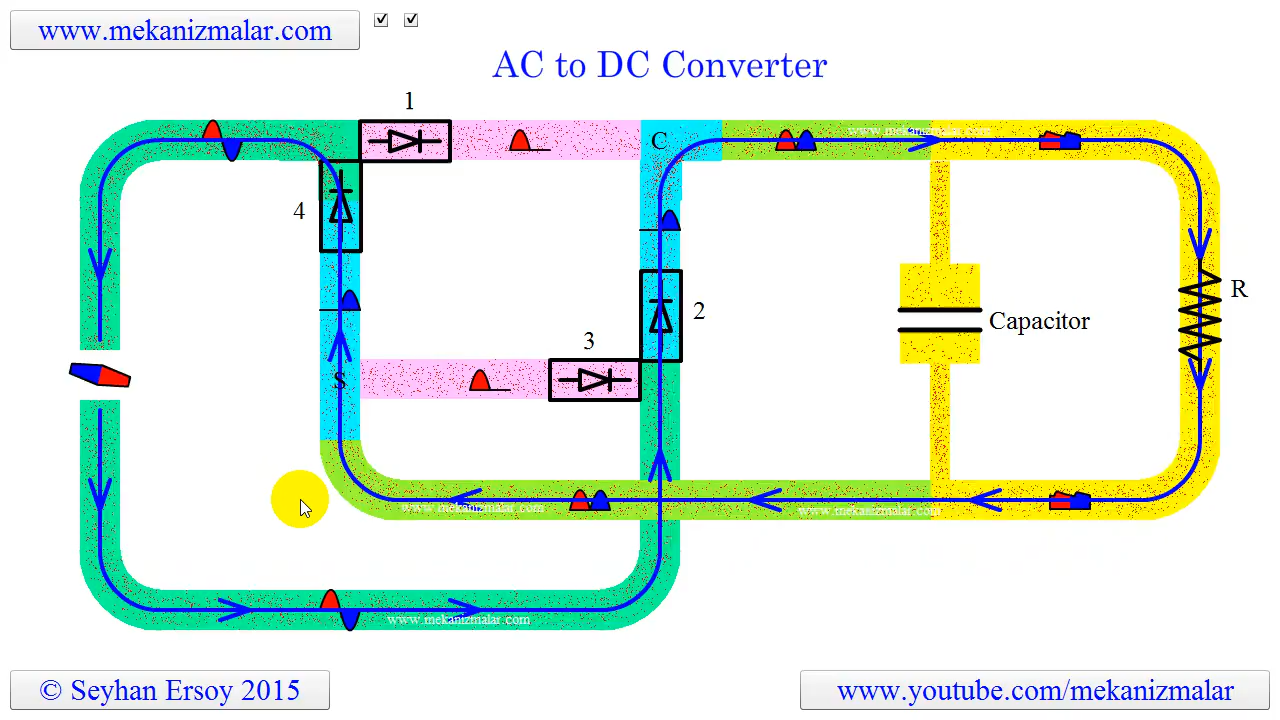 www.mekanizmalar.com
AC to DC Converter
1
C
www.mekanizmalar.com
4
2
R
Capacitor
3
S
www.mekanizmalar.com
www.mekanizmalar.com
www.mekanizmalar.com
© Seyhan Ersoy 2015
www.youtube.com/mekanizmalar